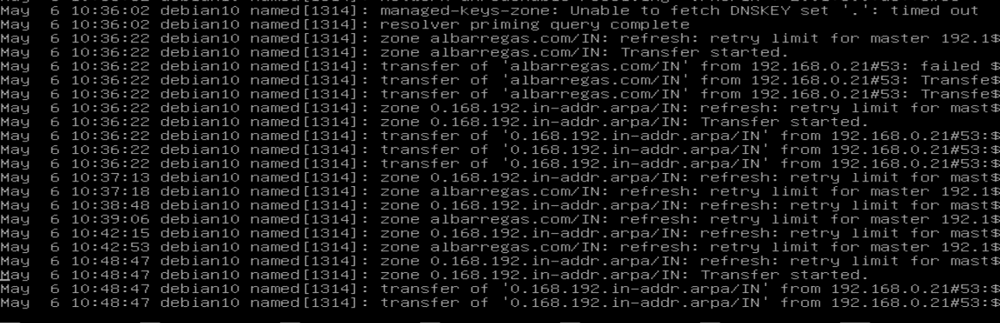 May  6 10:36:02 debian10 named[1314]: managed-keys-zone: Unable to fetch DNSKEY set '.': timed out
May  6 10:36:02 debian10 named[1314]: resolver priming query complete
May  6 10:36:22 debian10 named[1314]: zone albarregas.com/IN: refresh: retry limit for master 192.1$
May  6 10:36:22 debian10 named[1314]: zone albarregas.com/IN: Transfer started.
May  6 10:36:22 debian10 named[1314]: transfer of 'albarregas.com/IN' from 192.168.0.21#53: failed $
May  6 10:36:22 debian10 named[1314]: transfer of 'albarregas.com/IN' from 192.168.0.21#53: Transfe$
May  6 10:36:22 debian10 named[1314]: transfer of 'albarregas.com/IN' from 192.168.0.21#53: Transfe$
May  6 10:36:22 debian10 named[1314]: zone 0.168.192.in-addr.arpa/IN: refresh: retry limit for mast$
May  6 10:36:22 debian10 named[1314]: zone 0.168.192.in-addr.arpa/IN: Transfer started.
May  6 10:36:22 debian10 named[1314]: transfer of '0.168.192.in-addr.arpa/IN' from 192.168.0.21#53:$
May  6 10:36:22 debian10 named[1314]: transfer of '0.168.192.in-addr.arpa/IN' from 192.168.0.21#53:$
May  6 10:36:22 debian10 named[1314]: transfer of '0.168.192.in-addr.arpa/IN' from 192.168.0.21#53:$
May  6 10:37:13 debian10 named[1314]: zone 0.168.192.in-addr.arpa/IN: refresh: retry limit for mast$
May  6 10:37:18 debian10 named[1314]: zone albarregas.com/IN: refresh: retry limit for master 192.1$
May  6 10:38:48 debian10 named[1314]: zone 0.168.192.in-addr.arpa/IN: refresh: retry limit for mast$
May  6 10:39:06 debian10 named[1314]: zone albarregas.com/IN: refresh: retry limit for master 192.1$
May  6 10:42:15 debian10 named[1314]: zone 0.168.192.in-addr.arpa/IN: refresh: retry limit for mast$
May  6 10:42:53 debian10 named[1314]: zone albarregas.com/IN: refresh: retry limit for master 192.1$
May  6 10:48:47 debian10 named[1314]: zone 0.168.192.in-addr.arpa/IN: refresh: retry limit for mast$
May  6 10:48:47 debian10 named[1314]: zone 0.168.192.in-addr.arpa/IN: Transfer started.
May  6 10:48:47 debian10 named[1314]: transfer of '0.168.192.in-addr.arpa/IN' from 192.168.0.21#53:$
May  6 10:48:47 debian10 named[1314]: transfer of '0.168.192.in-addr.arpa/IN' from 192.168.0.21#53:$